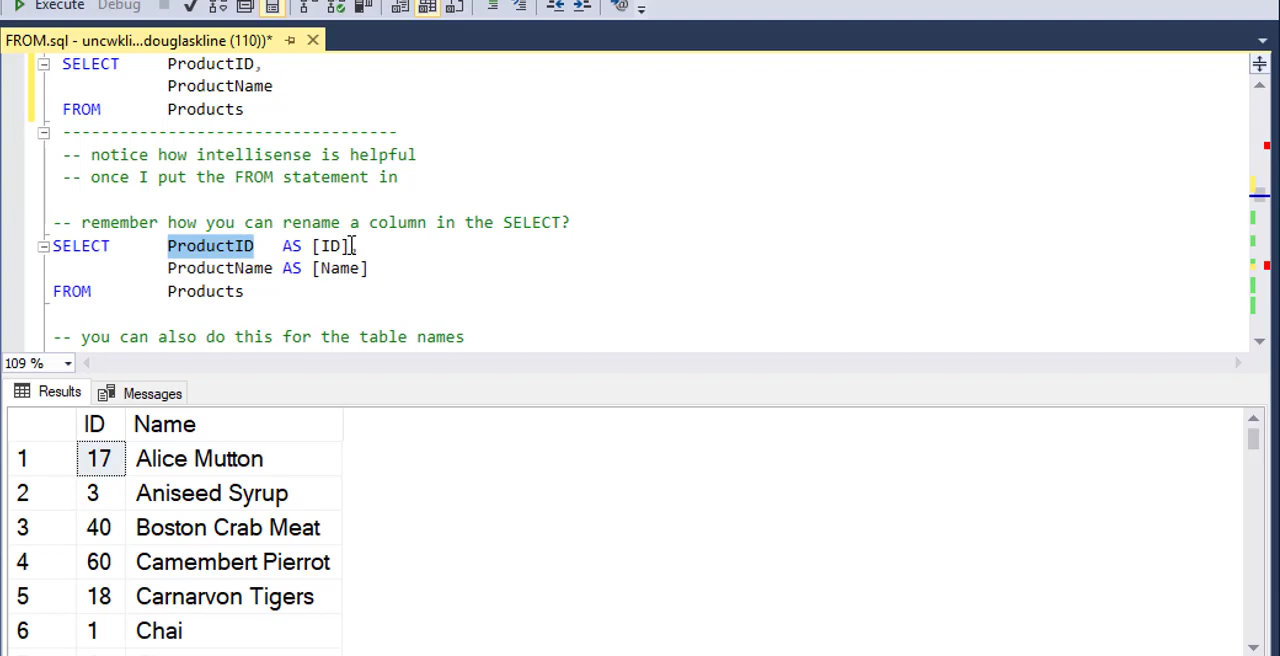 Execute Debug
FROM.sql - uncwkli...douglaskline (110))*
SELECT ProductID,
ProductName
FROM Products
-----------------------------------
-- notice how intellisense is helpful
-- once I put the FROM statement in
-- remember how you can rename a column in the SELECT?
SELECT ProductID AS [ID],
ProductName AS [Name]
FROM Products
-- you can also do this for the table names
109 %
Results Messages
ID Name
1 17 Alice Mutton
2 3 Aniseed Syrup
3 40 Boston Crab Meat
4 60 Camembert Pierrot
5 18 Carnarvon Tigers
6 1 Chai